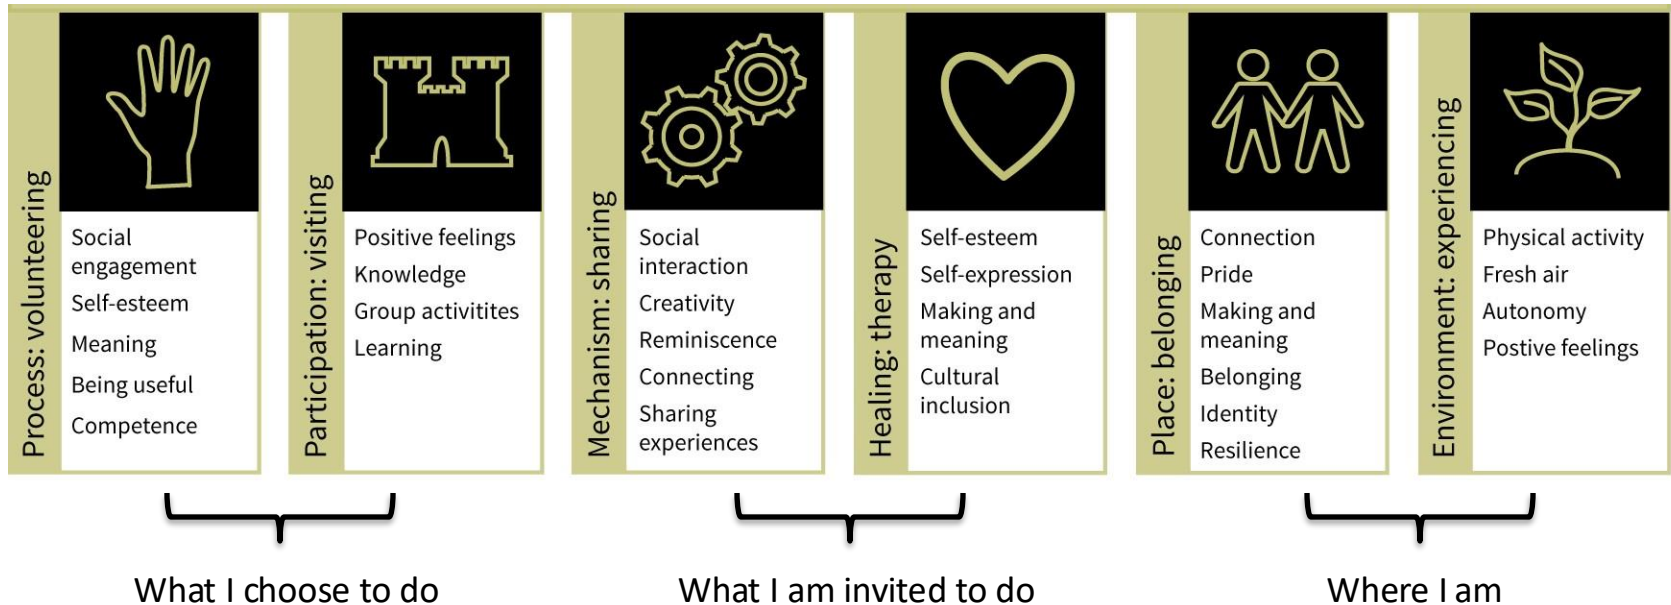 Process: volunteering
Social
engagement
Self-esteem
Meaning
Being useful
Competence
Participation: visiting
Positive feelings
Knowledge
Group activitites
Learning
Mechanism: sharing
Social
interaction
Creativity
Reminiscence
Connecting
Sharing
experiences
Healing: therapy
Self-esteem
Self-expression
Making and
meaning
Cultural
inclusion
Place: belonging
Connection
Pride
Making and
meaning
Belonging
Identity
Resilience
Environment: experiencing
Physical activity
Fresh air
Autonomy
Postive feelings
What I choose to do
What I am invited to do
Where I am